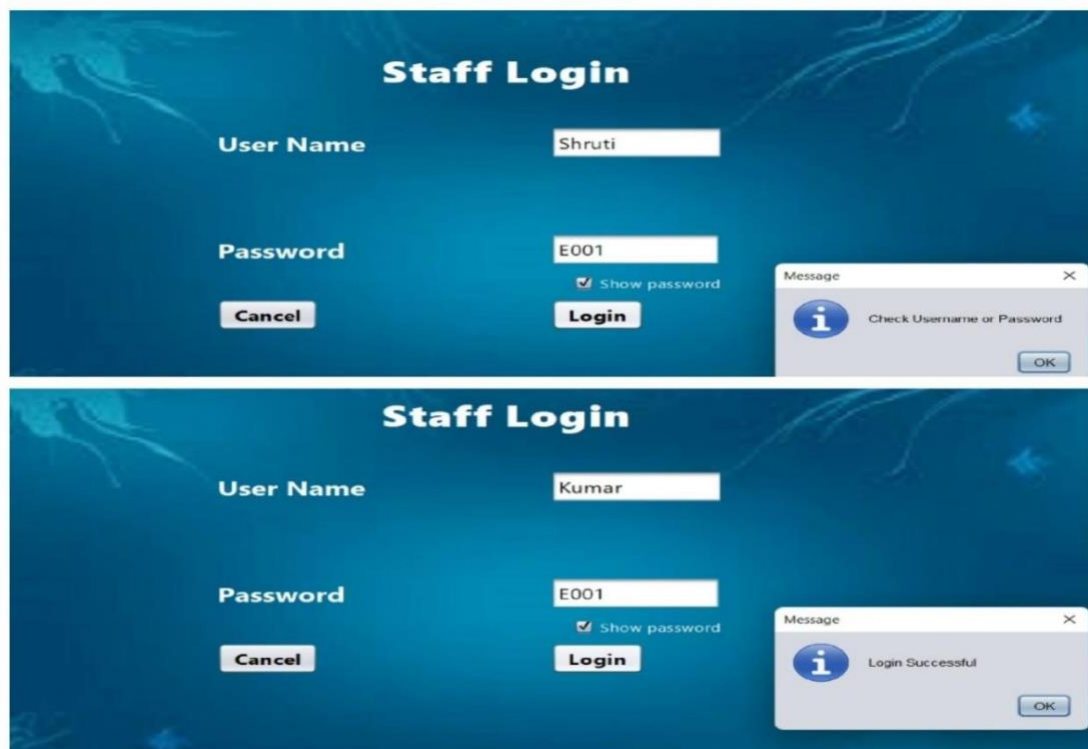 Staff Login
User Name Shruti
Password E001
Show password
Cancel Login
Message
Check Username or Password
OK
Staff Login
User Name Kumar
Password E001
Show password
Cancel Login
Message
Login Successful
OK